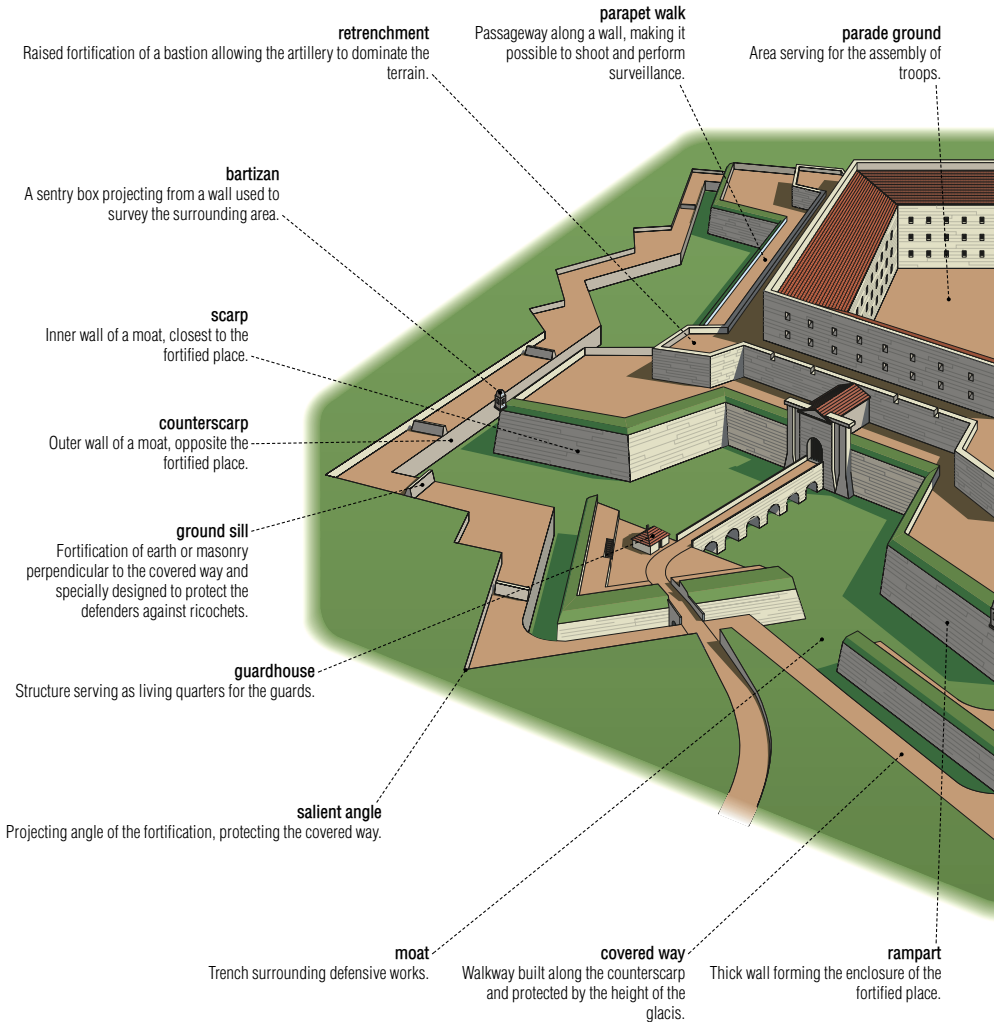 parapet walk
Passageway along a wall, making it
possible to shoot and perform
surveillance.
retrenchment
Raised fortification of a bastion allowing the artillery to dominate the
terrain.
parade ground
Area serving for the assembly of
troops.
bartizan
A sentry box projecting from a wall used to
survey the surrounding area.
scarp
Inner wall of a moat, closest to the
fortified place.
counterscarp
Outer wall of a moat, opposite the
fortified place.
ground sill
Fortification of earth or masonry
perpendicular to the covered way and
specially designed to protect the
defenders against ricochets.
guardhouse
Structure serving as living quarters for the guards.
salient angle
Projecting angle of the fortification, protecting the covered way.
moat
Trench surrounding defensive works.
covered way
Walkway built along the counterscarp
and protected by the height of the
glacis.
rampart
Thick wall forming the enclosure of the
fortified place.